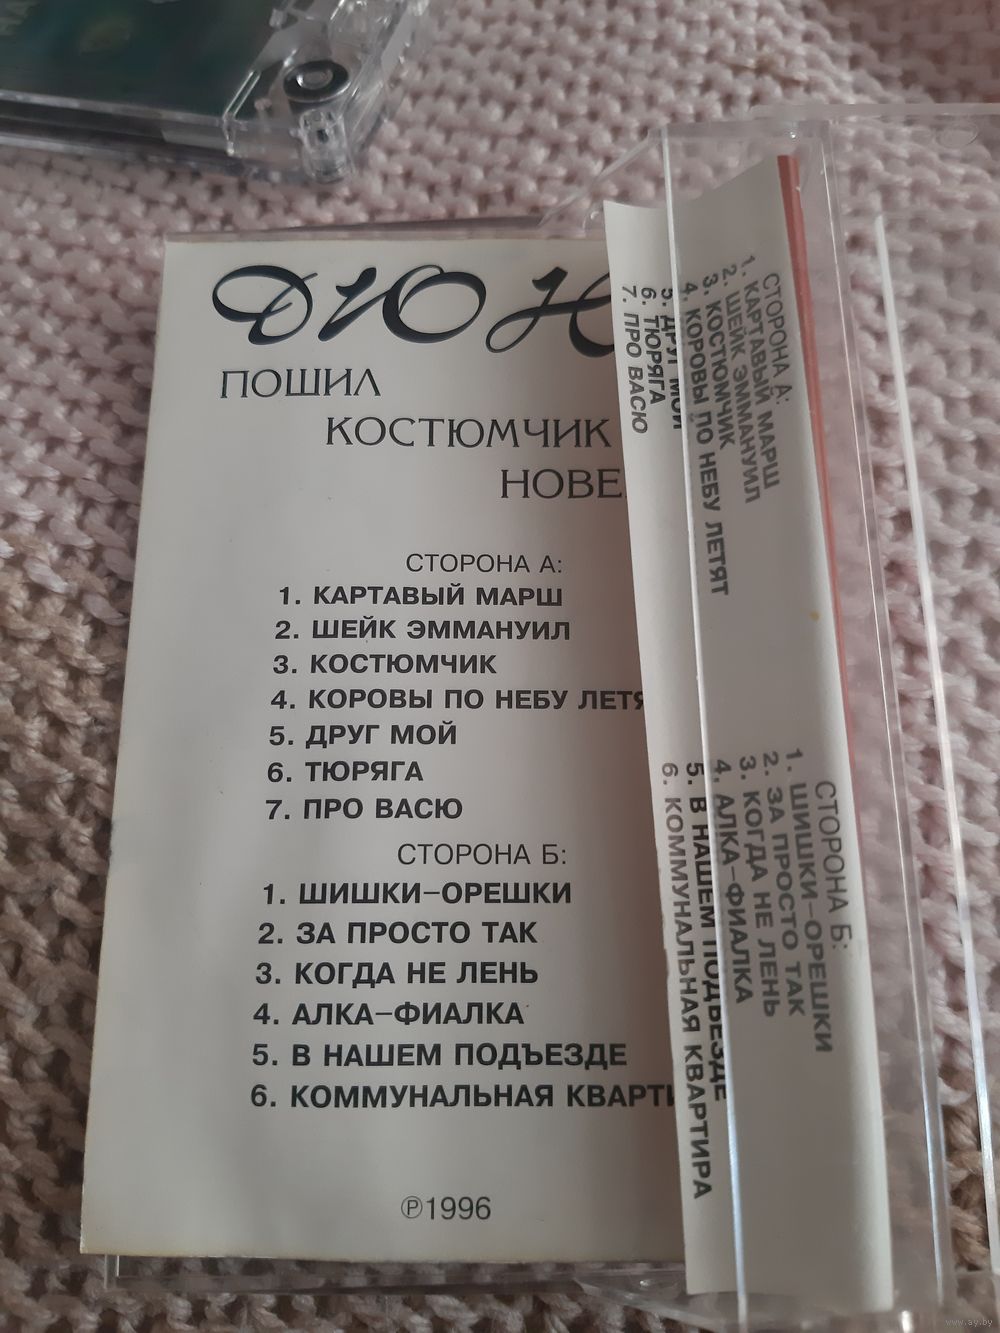 ДЮН
ПОШИЛ
КОСТЮМЧИК
НОВЕ
СТОРОНА А:
1. КАРТАВЫЙ МАРШ
2. ШЕЙК ЭММАНУИЛ
3. КОСТЮМЧИК
4. КОРОВЫ ПО НЕБУ ЛЕТЯ
5. ДРУГ МОЙ
6. ТЮРЯГА
7. ПРО ВАСЮ
СТОРОНА Б:
1. ШИШКИ-ОРЕШКИ
2. ЗА ПРОСТО ТАК
3. КОГДА НЕ ЛЕНЬ
4. АЛКА-ФИАЛКА
5. В НАШЕМ ПОДЪЕЗДЕ
6. КОММУНАЛЬНАЯ КВАРТИ
℗1996
СТОРОНА А:
1. КАРТАВЫЙ МАРШ
2. ШЕЙК ЭММАНУИЛ
3. КОСТЮМЧИК
4. КОРОВЫ ПО НЕБУ ЛЕТЯТ
5. ДРУГ МОЙ
6. ТЮРЯГА
7. ПРО ВАСЮ
СТОРОНА Б:
1. ШИШКИ-ОРЕШКИ
2. ЗА ПРОСТО ТАК
3. КОГДА НЕ ЛЕНЬ
4. АЛКА-ФИАЛКА
5. В НАШЕМ ПОДЪЕЗДЕ
6. КОММУНАЛЬНАЯ КВАРТИРА
www.ay.by